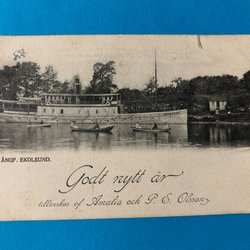 ÅNGF. EKOLSUND.
Godt nytt år
tillönskas af Amalia och P. E. Olsson